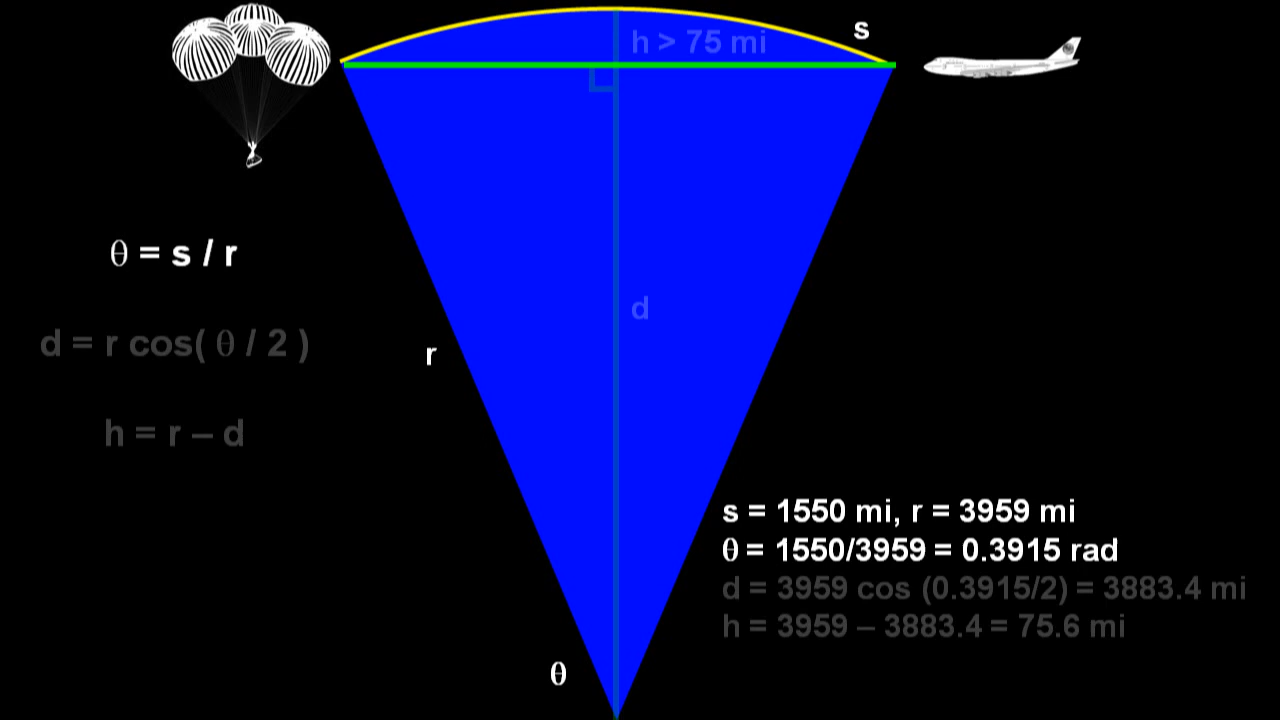 h > 75 mi
s
θ = s / r
d
d = r cos( θ / 2 )
r
h = r – d
s = 1550 mi, r = 3959 mi
θ = 1550/3959 = 0.3915 rad
d = 3959 cos (0.3915/2) = 3883.4 mi
h = 3959 – 3883.4 = 75.6 mi
θ